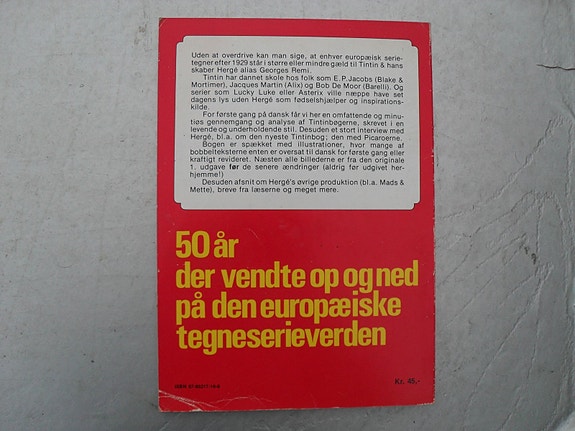 Uden at overdrive kan man sige, at enhver europæisk serie-
tegner efter 1929 står i større eller mindre gæld til Tintin & hans
skaber Hergé alias Georges Remi.
Tintin har dannet skole hos folk som E.P.Jacobs (Blake &
Mortimer), Jacques Martin (Alix) og Bob De Moor (Barelli). Og
serier som Lucky Luke eller Asterix ville næppe have set
dagens lys uden Hergé som fødselshjælper og inspirations-
kilde.
For første gang på dansk får vi her en omfattende og minu-
tiøs gennemgang og analyse af Tintinbøgerne, skrevet i en
levende og underholdende stil. Desuden et stort interview med
Hergé, bl.a. om den nyeste Tintinbog; den med Picaroerne.
Bogen er spækket med illustrationer, hvor mange af
bobbelteksterne enten er oversat til dansk for første gang eller
kraftigt revideret. Næsten alle billederne er fra den originale
1. udgave før de senere ændringer (aldrig før udgivet her-
hjemme!)
Desuden afsnit om Hergé's øvrige produktion (bl.a. Mads &
Mette), breve fra læserne og meget mere.
50 år
der vendte op og ned
på den europæiske
tegneserieverden
ISBN
Kr. 45,-